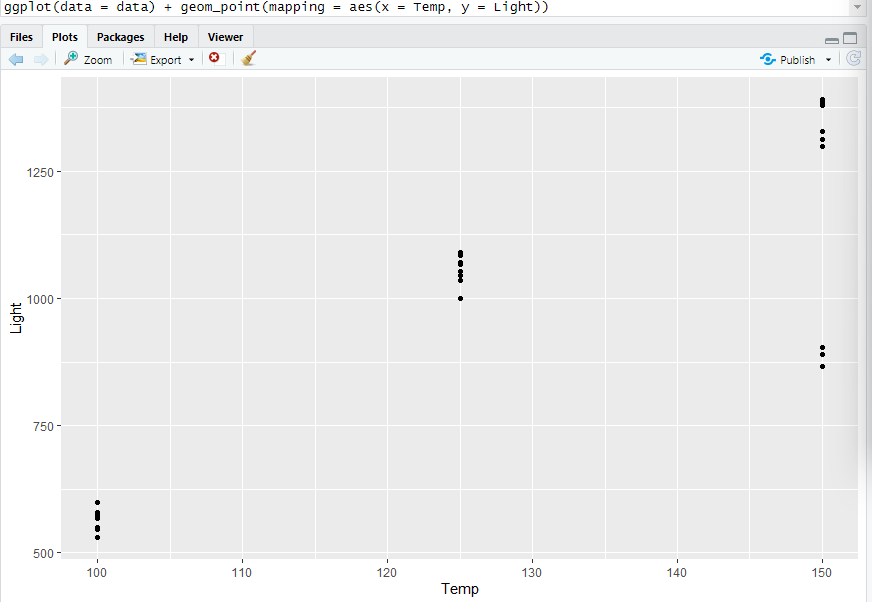 ggplot(data = data) + geom_point(mapping = aes(x = Temp, y = Light))
Files Plots Packages Help Viewer
Zoom Export Publish
1250
1000
750
500
Light
100 110 120 130 140 150
Temp